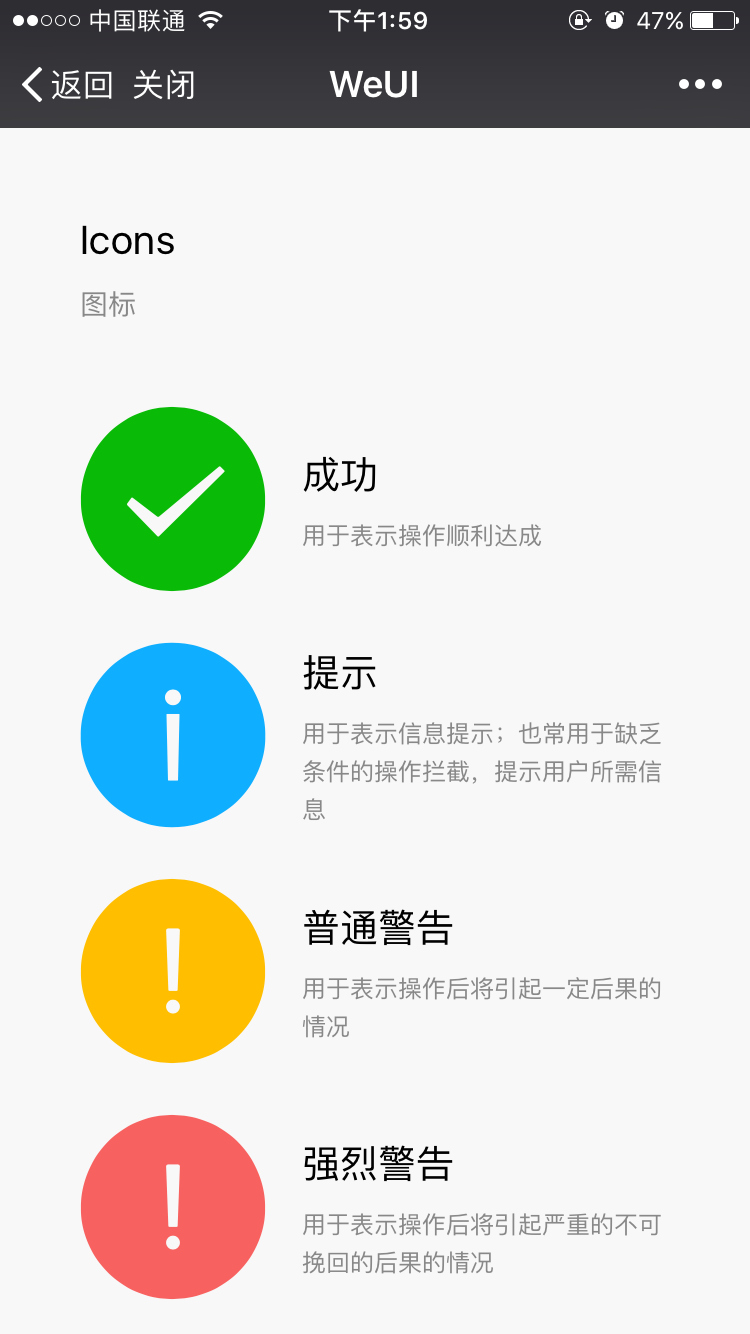 中国联通 下午1:59 47%
返回 关闭 WeUI
Icons
图标
成功
用于表示操作顺利达成
提示
用于表示信息提示；也常用于缺乏
条件的操作拦截，提示用户所需信
息
普通警告
用于表示操作后将引起一定后果的
情况
强烈警告
用于表示操作后将引起严重的不可
挽回的后果的情况